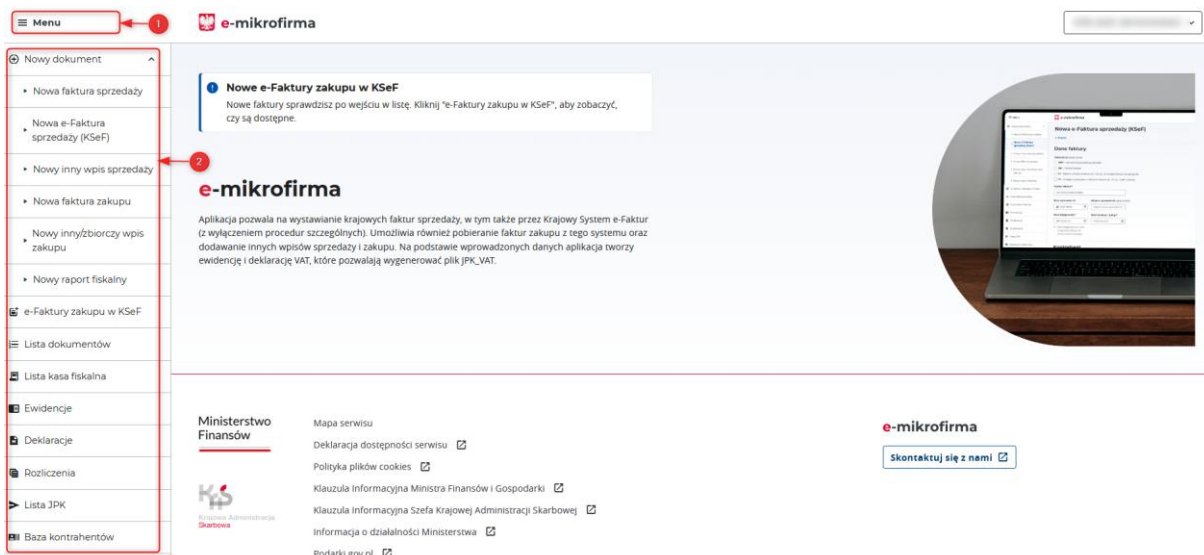 Menu
1
e-mikrofirma
Nowy dokument
Nowa faktura sprzedaży
Nowa e-Faktura
sprzedaży (KSeF)
Nowy inny wpis sprzedaży
2
Nowa faktura zakupu
Nowy inny/zbiorczy wpis
zakupu
Nowy raport fiskalny
e-Faktury zakupu w KSeF
Lista dokumentów
Lista kasa fiskalna
Ewidencje
Deklaracje
Rozliczenia
Lista JPK
Baza kontrahentów
Nowe e-Faktury zakupu w KSeF
Nowe faktury sprawdzisz po wejściu w listę. Kliknij "e-Faktury zakupu w KSeF", aby zobaczyć,
czy są dostępne.
e-mikrofirma
Aplikacja pozwala na wystawianie krajowych faktur sprzedaży, w tym także przez Krajowy System e-Faktur
(z wyłączeniem procedur szczególnych). Umożliwia również pobieranie faktur zakupu z tego systemu oraz
dodawanie innych wpisów sprzedaży i zakupu. Na podstawie wprowadzonych danych aplikacja tworzy
ewidencję i deklarację VAT, które pozwalają wygenerować plik JPK_VAT.
e-mikrofirma
Nowa e-Faktura sprzedaży (KSeF)
Dane faktury
Ministerstwo
Finansów
KAS
Krajowa Administracja
Skarbowa
Mapa serwisu
Deklaracja dostępności serwisu
Polityka plików cookies
Klauzula Informacyjna Ministra Finansów i Gospodarki
Klauzula Informacyjna Szefa Krajowej Administracji Skarbowej
Informacja o działalności Ministerstwa
Podatki.gov.pl
e-mikrofirma
Skontaktuj się z nami